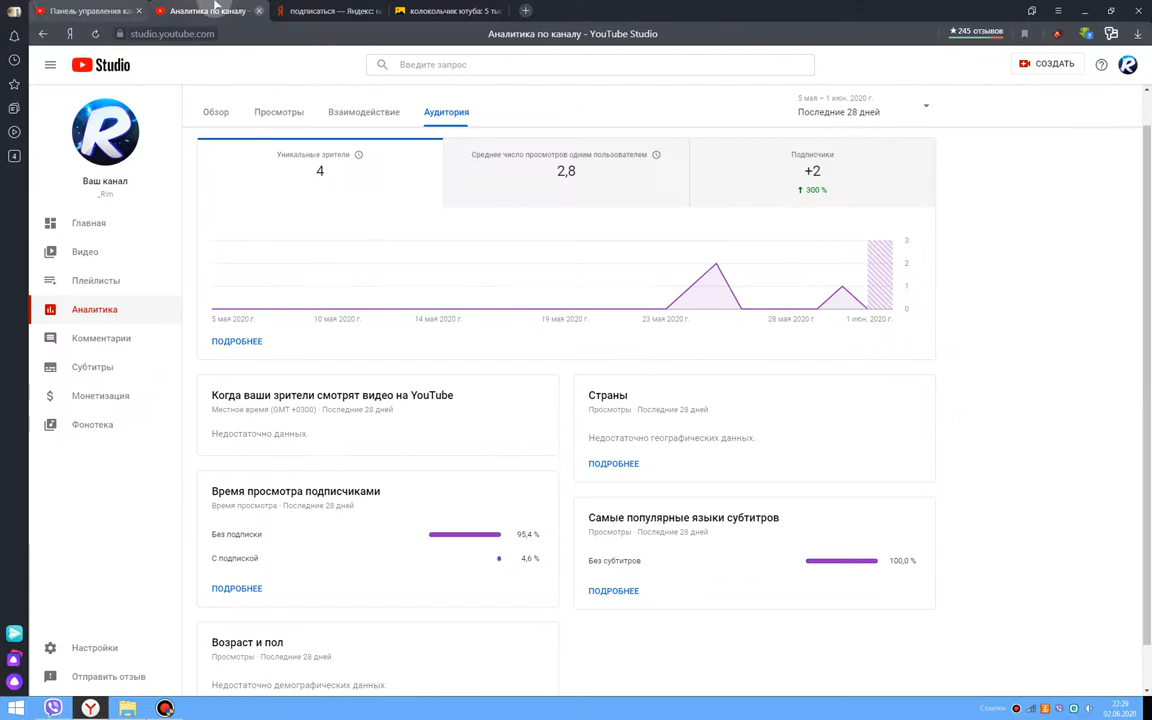 Панель управления ка
Аналитика по каналу -
подписаться — Яндекс: н
колокольчик ютуба: 5 ты
studio.youtube.com
Аналитика по каналу - YouTube Studio
★245 отзывов
Studio
Введите запрос
СОЗДАТЬ
R
Ваш канал
_Rim
Главная
Видео
Плейлисты
Аналитика
Комментарии
Субтитры
$ Монетизация
Фонотека
Настройки
Отправить отзыв
4
Обзор
Просмотры
Взаимодействие
Аудитория
5 мая – 1 июн. 2020 г.
Последние 28 дней
Уникальные зрители
4
Среднее число просмотров одним пользователем
2,8
Подписчики
+2
↑ 300 %
3
2
1
0
5 мая 2020 г.
10 мая 2020 г.
14 мая 2020 г.
19 мая 2020 г.
23 мая 2020 г.
28 мая 2020 г.
1 июн. 2020 г.
ПОДРОБНЕЕ
Когда ваши зрители смотрят видео на YouTube
Местное время (GMT +0300) · Последние 28 дней
Недостаточно данных.
Страны
Просмотры · Последние 28 дней
Недостаточно географических данных.
ПОДРОБНЕЕ
Время просмотра подписчиками
Время просмотра · Последние 28 дней
Без подписки 95,4 %
С подпиской 4,6 %
ПОДРОБНЕЕ
Самые популярные языки субтитров
Просмотры · Последние 28 дней
Без субтитров 100,0 %
ПОДРОБНЕЕ
Возраст и пол
Просмотры · Последние 28 дней
Недостаточно демографических данных.
Ссылки
22:29
02.06.2020